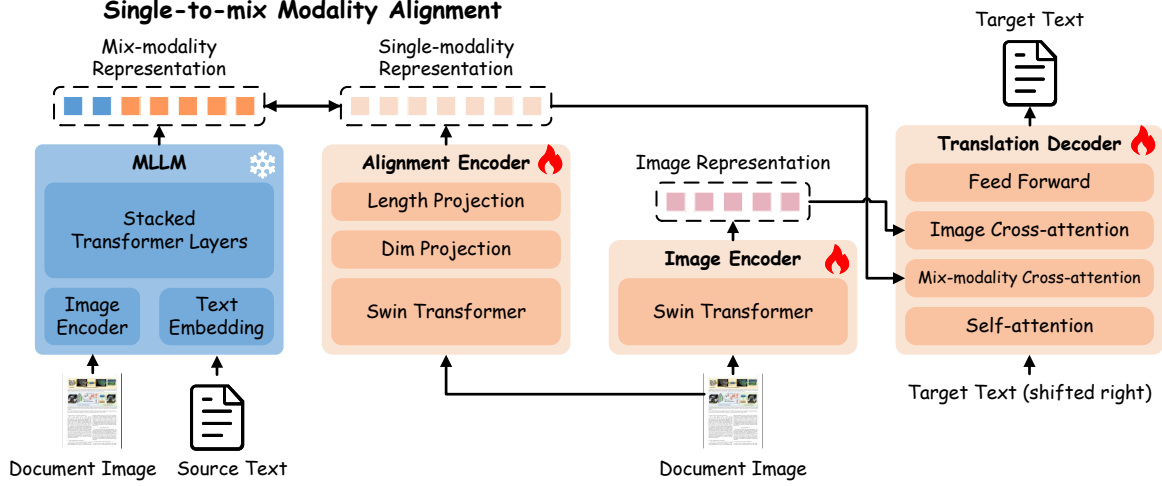 Single-to-mix Modality Alignment
Mix-modality
Representation
Single-modality
Representation
MLLM
Stacked
Transformer Layers
Image
Encoder
Text
Embedding
Document Image
Source Text
Alignment Encoder
Length Projection
Dim Projection
Swin Transformer
Image Representation
Image Encoder
Swin Transformer
Document Image
Target Text
Translation Decoder
Feed Forward
Image Cross-attention
Mix-modality Cross-attention
Self-attention
Target Text (shifted right)